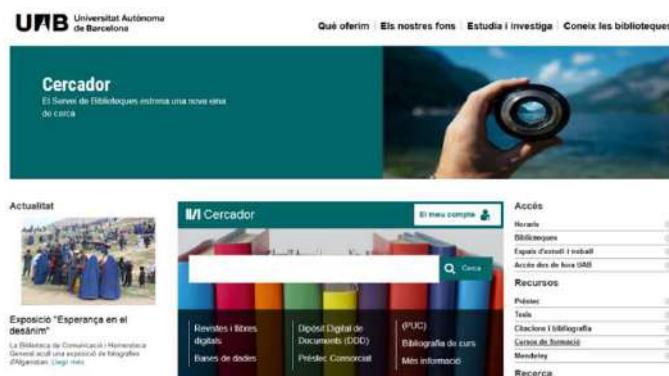 UAB Universitat Autònoma
de Barcelona
Què oferim Els nostres fons Estudia i investiga Coneix les biblioteques
Cercador
El Servei de Biblioteques estrena una nova eina
de cerca
Actualitat
Exposició "Esperança en el
desànim"
La Biblioteca de Comunicació i Hemeroteca
General acull una exposició de fotografies
d'Afganistan. Llegir més
Cercador
El meu compte
Cerca
Revistes i llibres
digitals
Bases de dades
Dipòsit Digital de
Documents (DDD)
Préstec Consorciat
(PUC)
Bibliografia de curs
Més informació
Accés
Horaris
Biblioteques
Espais d'estudi i treball
Accés des de fora UAB
Recursos
Préstec
Tesis
Citacions i bibliografia
Cursos de formació
Mendeley
Recerca